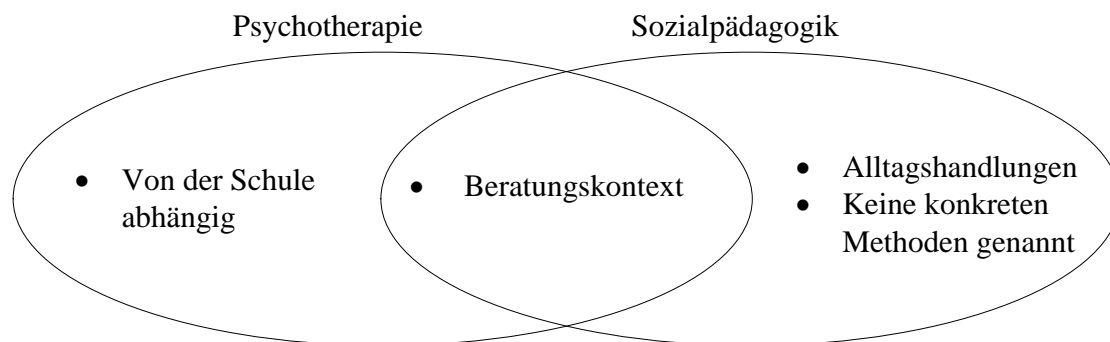 Psychotherapie
Sozialpädagogik
• Von der Schule
abhängig
• Beratungskontext
• Alltagshandlungen
• Keine konkreten
Methoden genannt